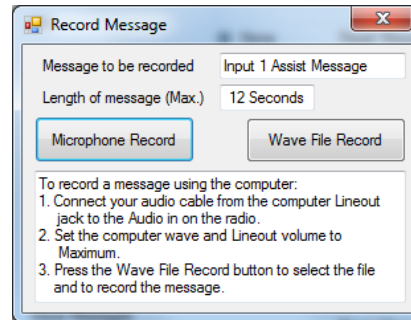 Record Message
Message to be recorded Input 1 Assist Message
Length of message (Max.) 12 Seconds
Microphone Record Wave File Record
To record a message using the computer:
1. Connect your audio cable from the computer Lineout
jack to the Audio in on the radio.
2. Set the computer wave and Lineout volume to
Maximum.
3. Press the Wave File Record button to select the file
and to record the message.